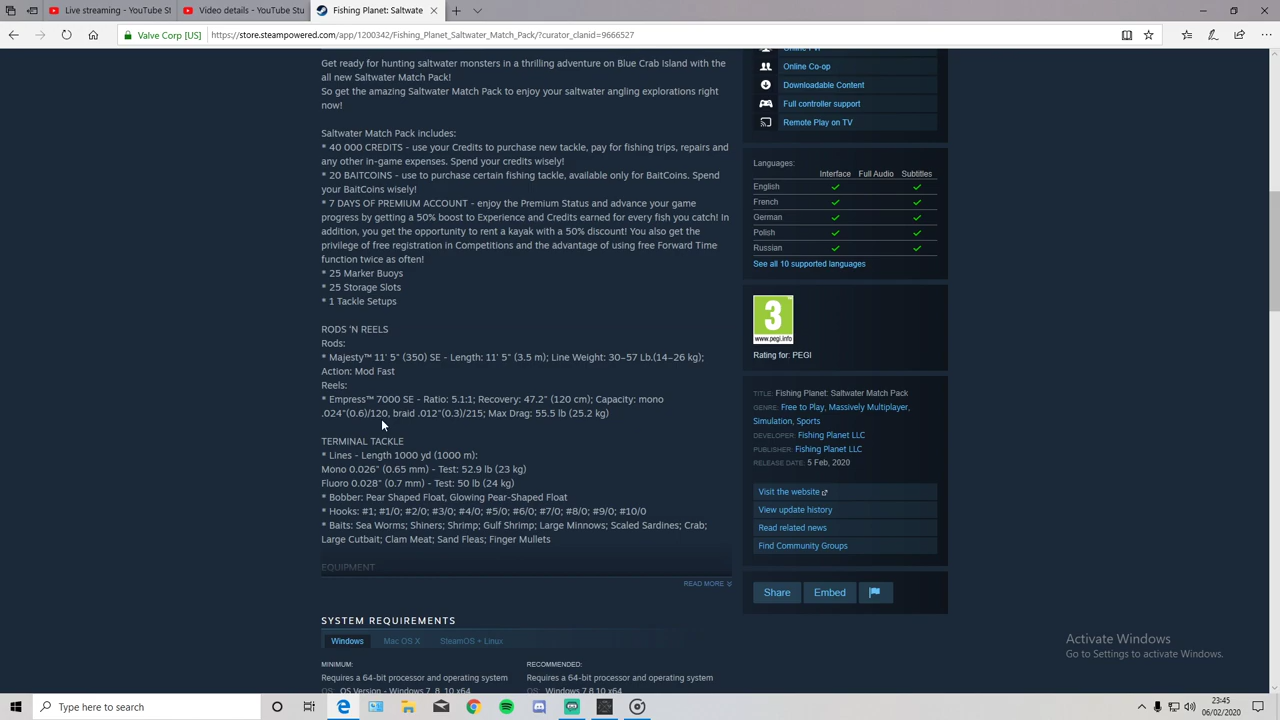 Live streaming - YouTube St
Video details - YouTube Stu
Fishing Planet: Saltwate
Valve Corp [US]
https://store.steampowered.com/app/1200342/Fishing_Planet_Saltwater_Match_Pack/?curator_clanid=9666527
Get ready for hunting saltwater monsters in a thrilling adventure on Blue Crab Island with the
all new Saltwater Match Pack!
So get the amazing Saltwater Match Pack to enjoy your saltwater angling explorations right
now!
Saltwater Match Pack includes:
* 40 000 CREDITS - use your Credits to purchase new tackle, pay for fishing trips, repairs and
any other in-game expenses. Spend your credits wisely!
* 20 BAITCOINS - use to purchase certain fishing tackle, available only for BaitCoins. Spend
your BaitCoins wisely!
* 7 DAYS OF PREMIUM ACCOUNT - enjoy the Premium Status and advance your game
progress by getting a 50% boost to Experience and Credits earned for every fish you catch! In
addition, you get the opportunity to rent a kayak with a 50% discount! You also get the
privilege of free registration in Competitions and the advantage of using free Forward Time
function twice as often!
* 25 Marker Buoys
* 25 Storage Slots
* 1 Tackle Setups
RODS 'N REELS
Rods:
* Majesty™ 11' 5" (350) SE - Length: 11' 5" (3.5 m); Line Weight: 30–57 Lb.(14–26 kg);
Action: Mod Fast
Reels:
* Empress™ 7000 SE - Ratio: 5.1:1; Recovery: 47.2" (120 cm); Capacity: mono
.024"(0.6)/120, braid .012"(0.3)/215; Max Drag: 55.5 lb (25.2 kg)
TERMINAL TACKLE
* Lines - Length 1000 yd (1000 m):
Mono 0.026" (0.65 mm) - Test: 52.9 lb (23 kg)
Fluoro 0.028" (0.7 mm) - Test: 50 lb (24 kg)
* Bobber: Pear Shaped Float, Glowing Pear-Shaped Float
* Hooks: #1; #1/0; #2/0; #3/0; #4/0; #5/0; #6/0; #7/0; #8/0; #9/0; #10/0
* Baits: Sea Worms; Shiners; Shrimp; Gulf Shrimp; Large Minnows; Scaled Sardines; Crab;
Large Cutbait; Clam Meat; Sand Fleas; Finger Mullets
EQUIPMENT
READ MORE
SYSTEM REQUIREMENTS
Windows Mac OS X SteamOS + Linux
MINIMUM: RECOMMENDED:
Requires a 64-bit processor and operating system Requires a 64-bit processor and operating system
OS: OS Version - Windows 7, 8, 10 x64 OS: Windows 7,8,10 x64
Online PvP
Online Co-op
Downloadable Content
Full controller support
Remote Play on TV
Languages:
Interface Full Audio Subtitles
English ✓ ✓
French ✓ ✓
German ✓ ✓
Polish ✓ ✓
Russian ✓ ✓
See all 10 supported languages
3
www.pegi.info
Rating for: PEGI
TITLE: Fishing Planet: Saltwater Match Pack
GENRE: Free to Play, Massively Multiplayer,
Simulation, Sports
DEVELOPER: Fishing Planet LLC
PUBLISHER: Fishing Planet LLC
RELEASE DATE: 5 Feb, 2020
Visit the website
View update history
Read related news
Find Community Groups
Share Embed
Activate Windows
Go to Settings to activate Windows.
Type here to search
23:45
06/02/2020